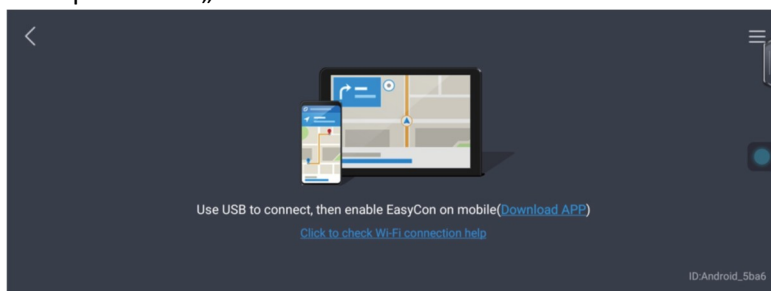 Use USB to connect, then enable EasyCon on mobile(Download APP)
Click to check Wi-Fi connection help
ID:Android_5ba6